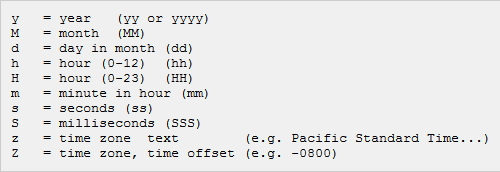 y   = year   (yy or yyyy)
M   = month  (MM)
d   = day in month (dd)
h   = hour (0-12)  (hh)
H   = hour (0-23)  (HH)
m   = minute in hour (mm)
s   = seconds (ss)
S   = milliseconds (SSS)
z   = time zone  text        (e.g. Pacific Standard Time...)
Z   = time zone, time offset (e.g. -0800)